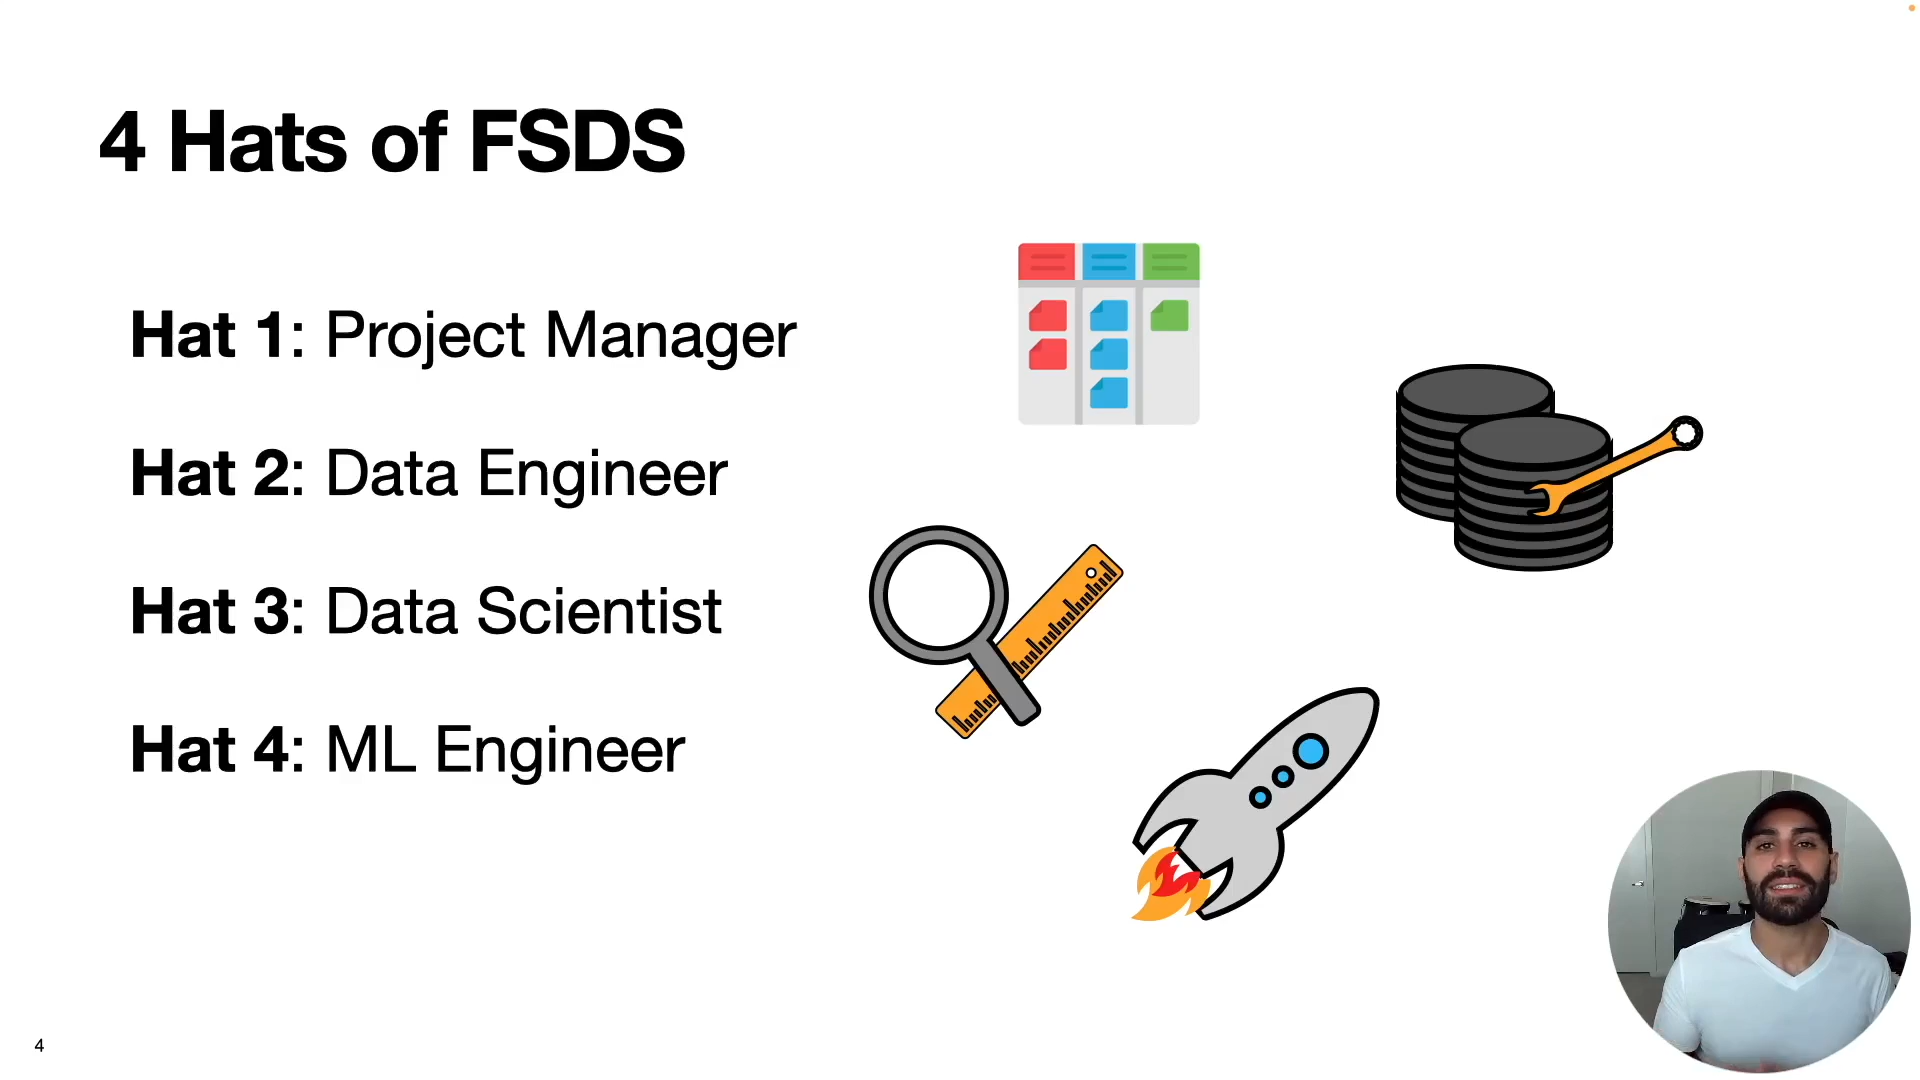 4 Hats of FSDS
Hat 1: Project Manager
Hat 2: Data Engineer
Hat 3: Data Scientist
Hat 4: ML Engineer
4